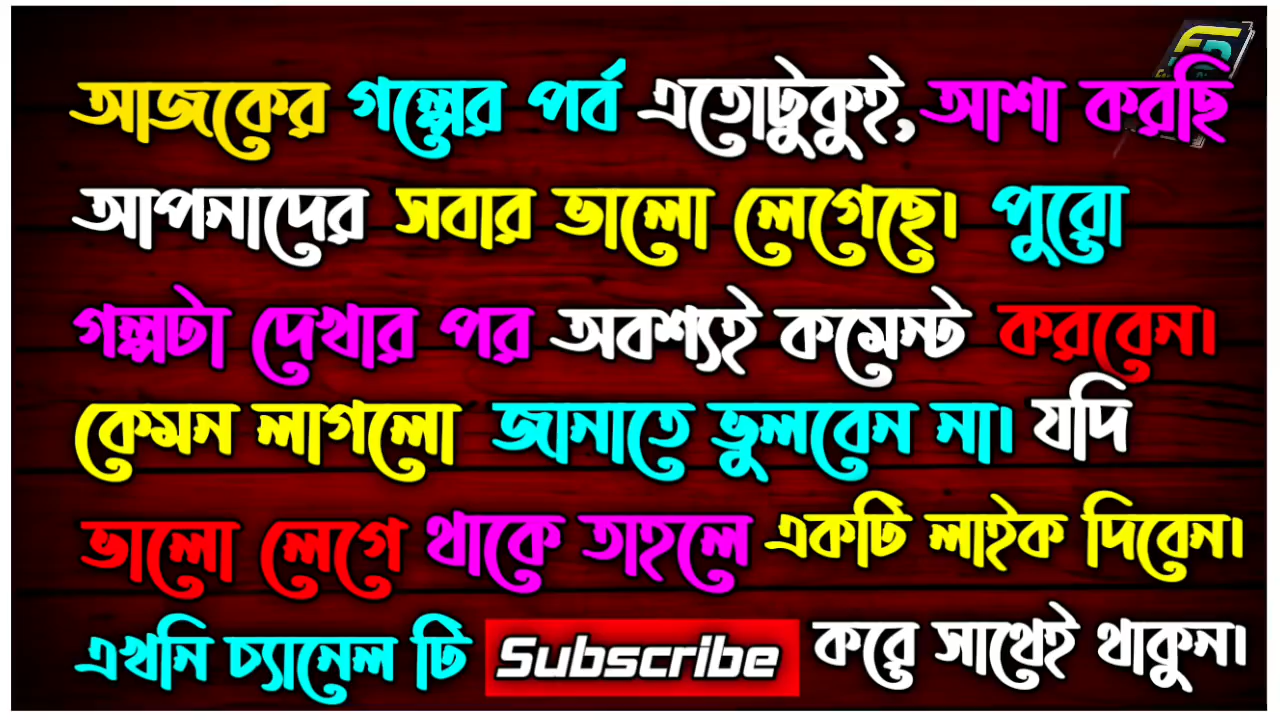 আজকের গল্পের পর্ব এতোটুকুই, আশা করছি
আপনাদের সবার ভালো লেগেছে। পুরো
গল্পটা দেখার পর অবশ্যই কমেন্ট করবেন।
কেমন লাগলো জানাতে ভুলবেন না। যদি
ভালো লেগে থাকে তাহলে একটি লাইক দিবেন।
এখনি চ্যানেল টি Subscribe করে সাথেই থাকুন।